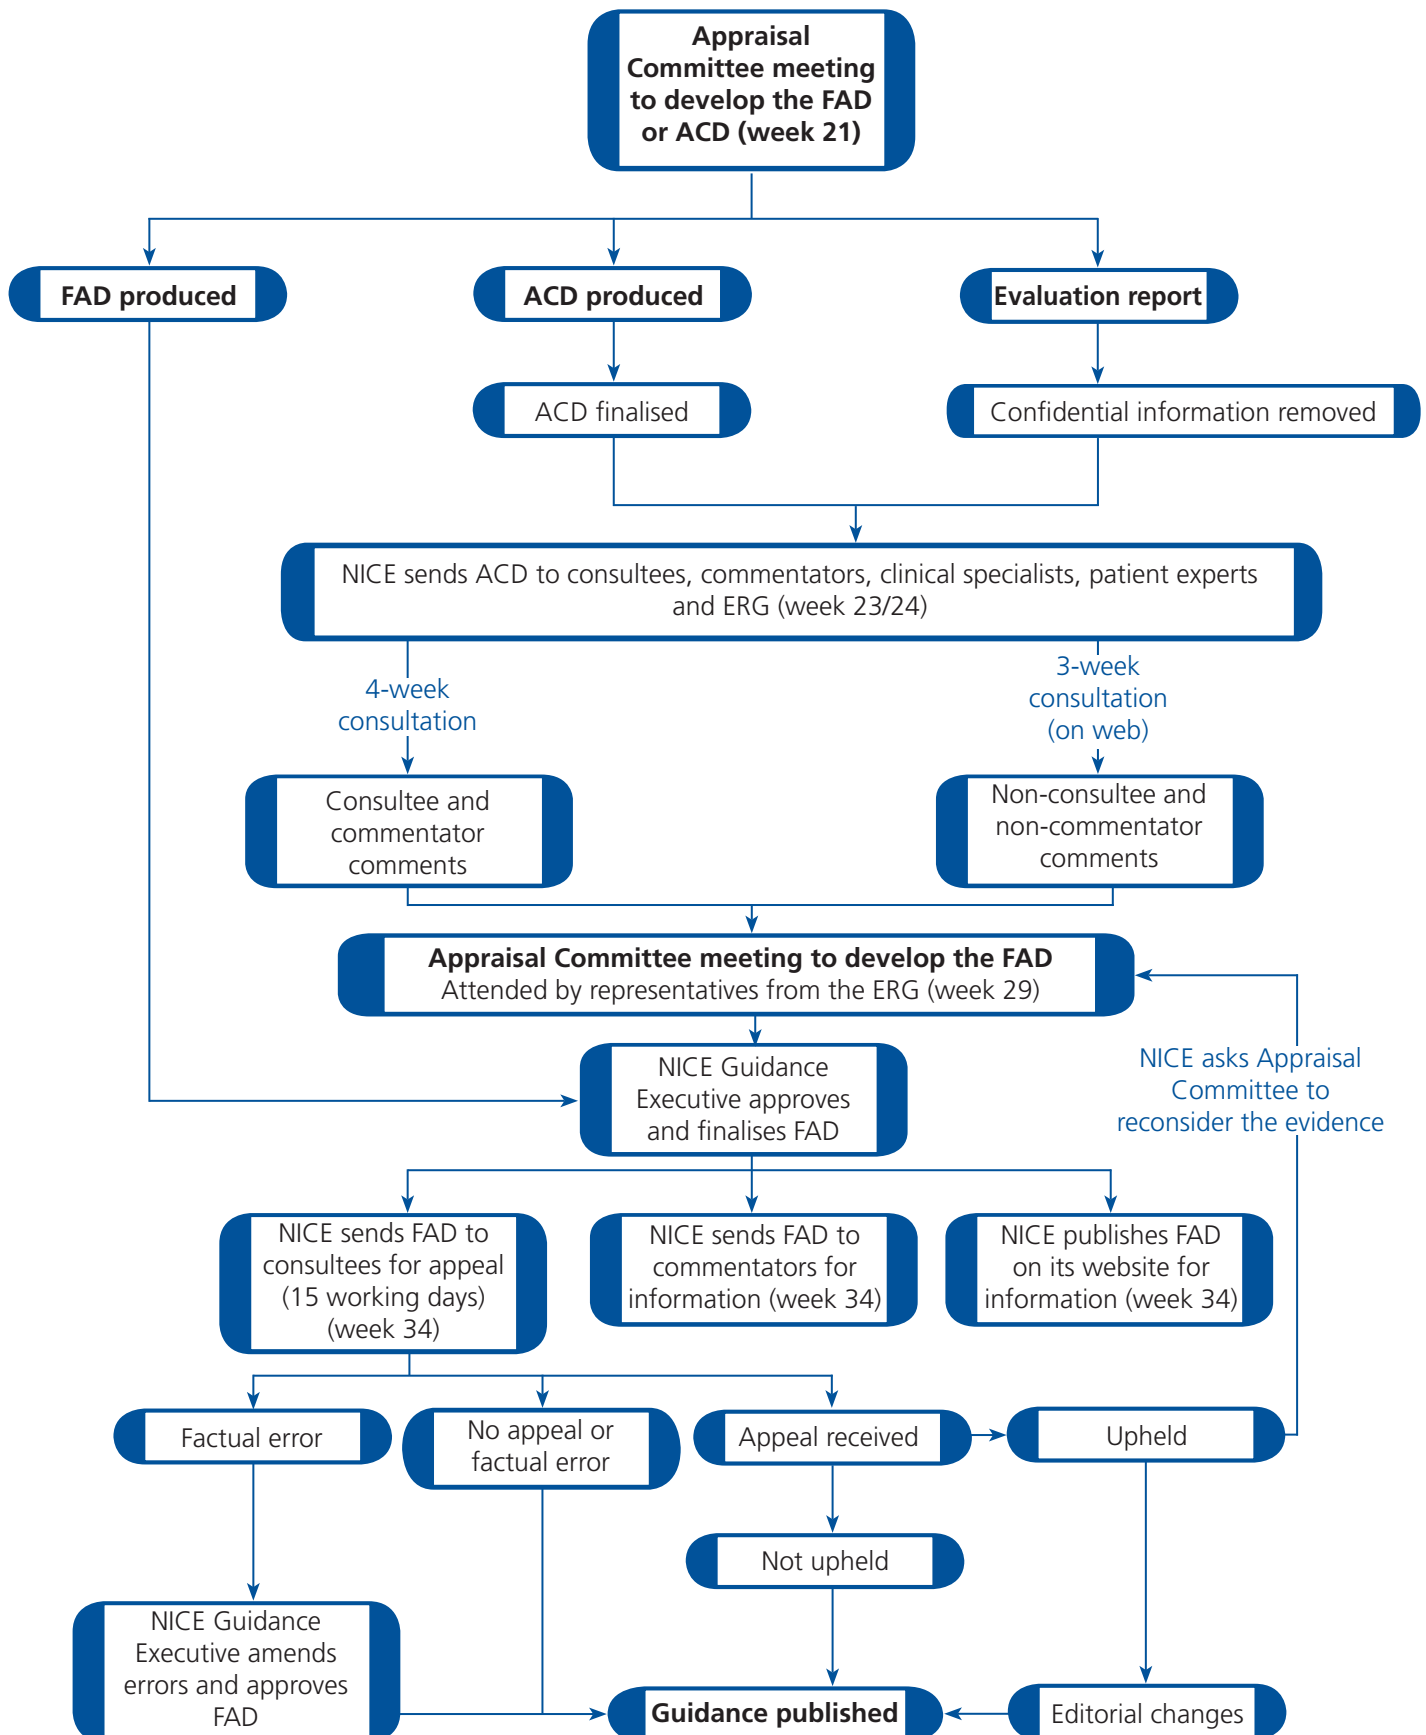 Appraisal
Committee meeting
to develop the FAD
or ACD (week 21)
FAD produced
ACD produced
Evaluation report
ACD finalised
Confidential information removed
NICE sends ACD to consultees, commentators, clinical specialists, patient experts
and ERG (week 23/24)
4-week
consultation
3-week
consultation
(on web)
Consultee and
commentator
comments
Non-consultee and
non-commentator
comments
Appraisal Committee meeting to develop the FAD
Attended by representatives from the ERG (week 29)
NICE Guidance
Executive approves
and finalises FAD
NICE asks Appraisal
Committee to
reconsider the evidence
NICE sends FAD to
consultees for appeal
(15 working days)
(week 34)
NICE sends FAD to
commentators for
information (week 34)
NICE publishes FAD
on its website for
information (week 34)
Factual error
No appeal or
factual error
Appeal received
Upheld
Not upheld
NICE Guidance
Executive amends
errors and approves
FAD
Guidance published
Editorial changes